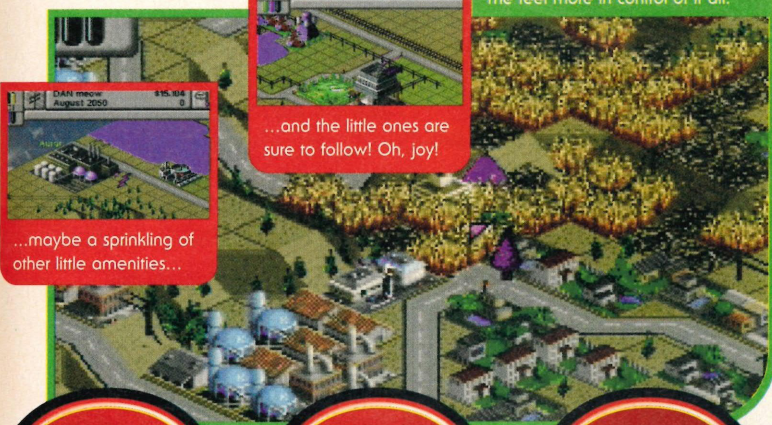 The feel more in control of it all.
DAN meow $15,104
August 2050 0
...and the little ones are
sure to follow! Oh, joy!
...maybe a sprinkling of
other little amenities...